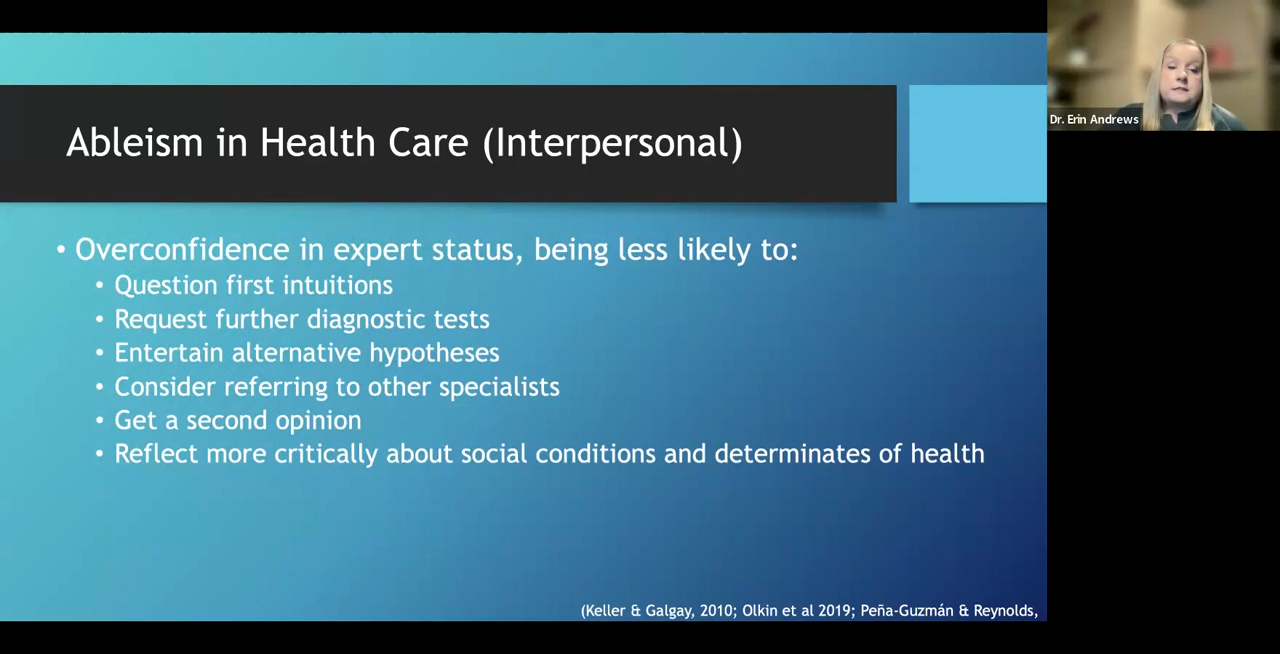 Ableism in Health Care (Interpersonal)
Dr. Erin Andrews
• Overconfidence in expert status, being less likely to:
• Question first intuitions
• Request further diagnostic tests
• Entertain alternative hypotheses
• Consider referring to other specialists
• Get a second opinion
• Reflect more critically about social conditions and determinates of health
(Keller & Galgay, 2010; Olkin et al 2019; Peña-Guzmán & Reynolds,